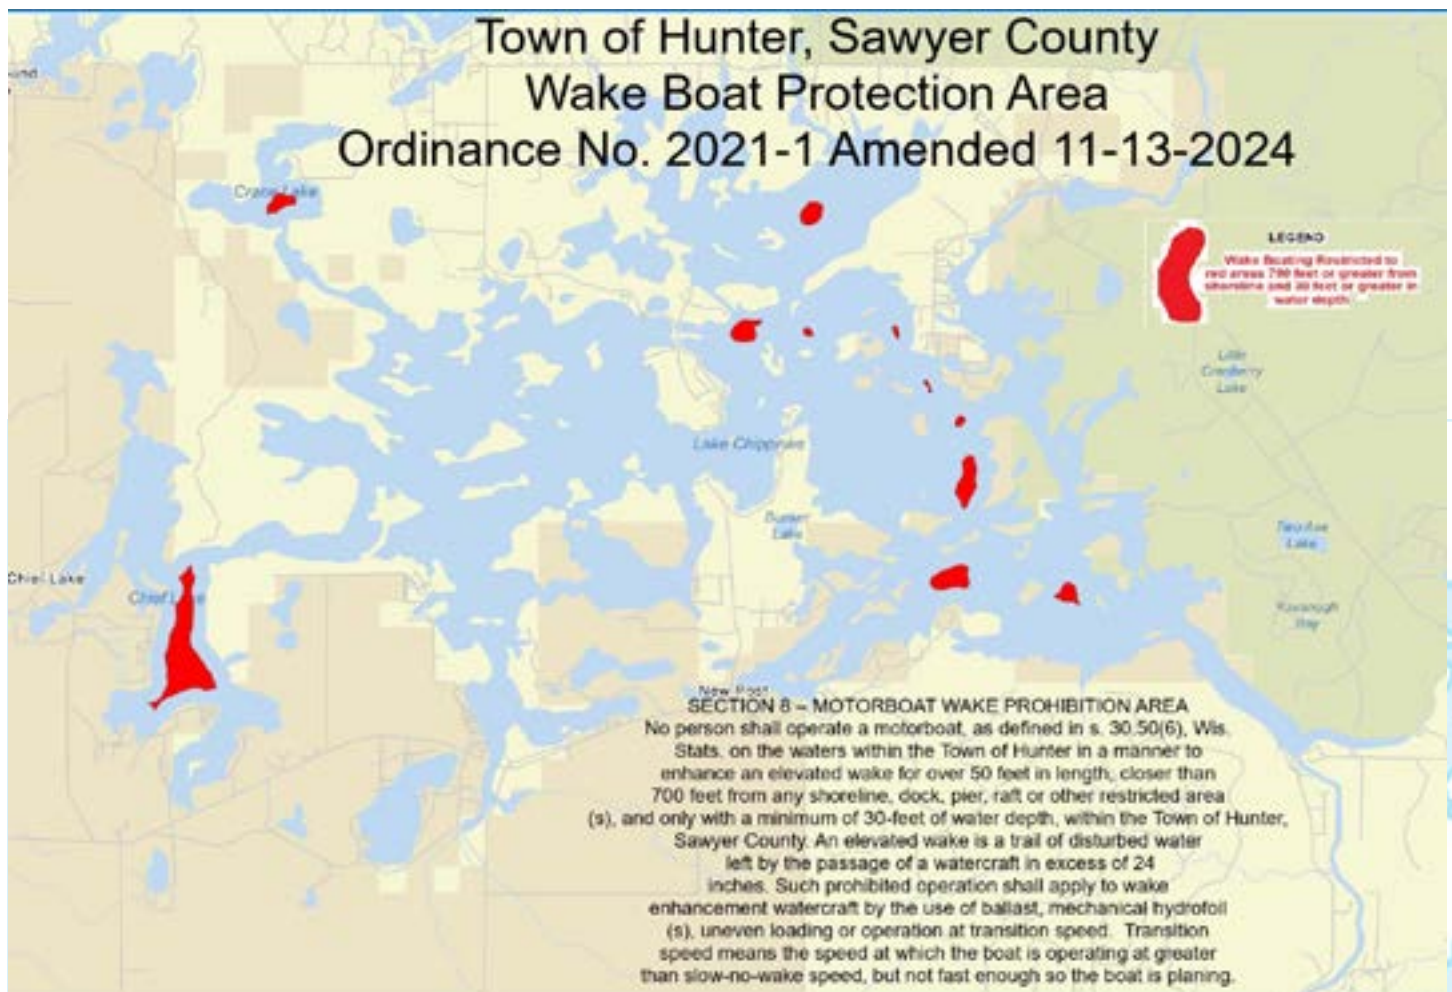 Town of Hunter, Sawyer County
Wake Boat Protection Area
Ordinance No. 2021-1 Amended 11-13-2024
Crane Lake
LEGEND
Wake Boating Restricted to
red areas 700 feet or greater from
shoreline and 30 feet or greater in
water depth
Little
Cranberry
Lake
Lake Chippewa
Burner
Lake
Two Axe
Lake
Chief Lake
Chief Lake
Kavanagh
Bay
New Post
SECTION 8 – MOTORBOAT WAKE PROHIBITION AREA
No person shall operate a motorboat, as defined in s. 30.50(6), Wis.
Stats. on the waters within the Town of Hunter in a manner to
enhance an elevated wake for over 50 feet in length, closer than
700 feet from any shoreline, dock, pier, raft or other restricted area
(s), and only with a minimum of 30-feet of water depth, within the Town of Hunter,
Sawyer County. An elevated wake is a trail of disturbed water
left by the passage of a watercraft in excess of 24
inches. Such prohibited operation shall apply to wake
enhancement watercraft by the use of ballast, mechanical hydrofoil
(s), uneven loading or operation at transition speed. Transition
speed means the speed at which the boat is operating at greater
than slow-no-wake speed, but not fast enough so the boat is planing.